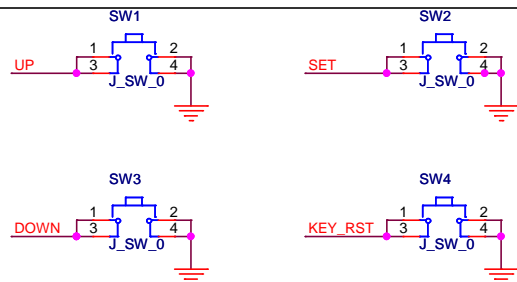 SW1 SW2
1 2 1 2
UP 3 4 SET 3 4
J_SW_0 J_SW_0
SW3 SW4
1 2 1 2
DOWN 3 4 KEY_RST 3 4
J_SW_0 J_SW_0